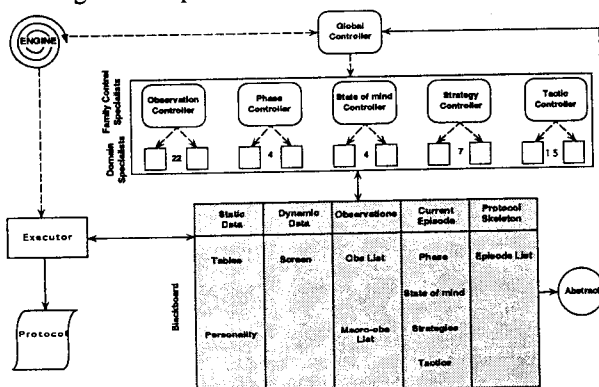 ENGINE
Global
Controller
Family Control
Specialists
Observation
Controller
Phase
Controller
State of mind
Controller
Strategy
Controller
Tactic
Controller
Domain
Specialists
22
4
4
7
15
Executor
Protocol
Blackboard
Static
Data
Dynamic
Data
Observations
Current
Episode
Protocol
Skeleton
Tables
Screen
Obs List
Phase
Episode List
State of mind
Personality
Macro-obs
List
Strategies
Tactics
Abstract